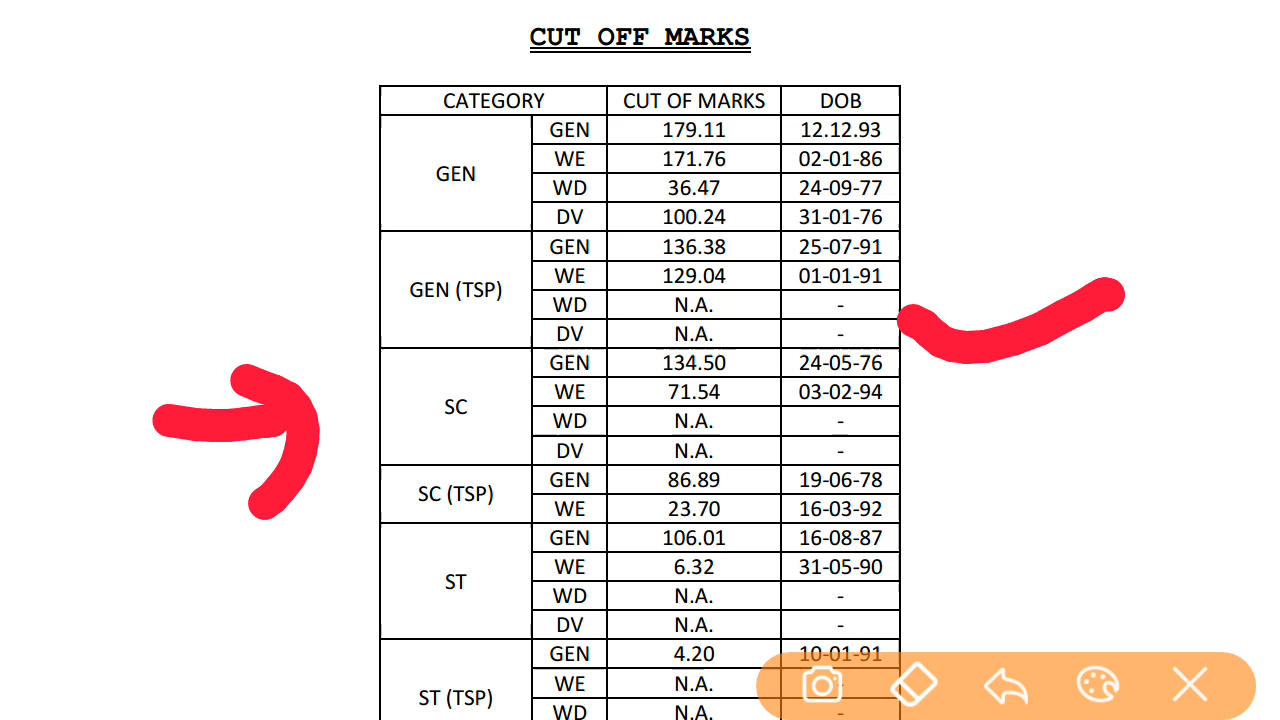 CUT OFF MARKS
CATEGORY CUT OF MARKS DOB
GEN GEN 179.11 12.12.93
WE 171.76 02-01-86
WD 36.47 24-09-77
DV 100.24 31-01-76
GEN (TSP) GEN 136.38 25-07-91
WE 129.04 01-01-91
WD N.A. -
DV N.A. -
SC GEN 134.50 24-05-76
WE 71.54 03-02-94
WD N.A. -
DV N.A. -
SC (TSP) GEN 86.89 19-06-78
WE 23.70 16-03-92
ST GEN 106.01 16-08-87
WE 6.32 31-05-90
WD N.A. -
DV N.A. -
ST (TSP) GEN 4.20 10-01-91
WE N.A. -
WD N.A. -